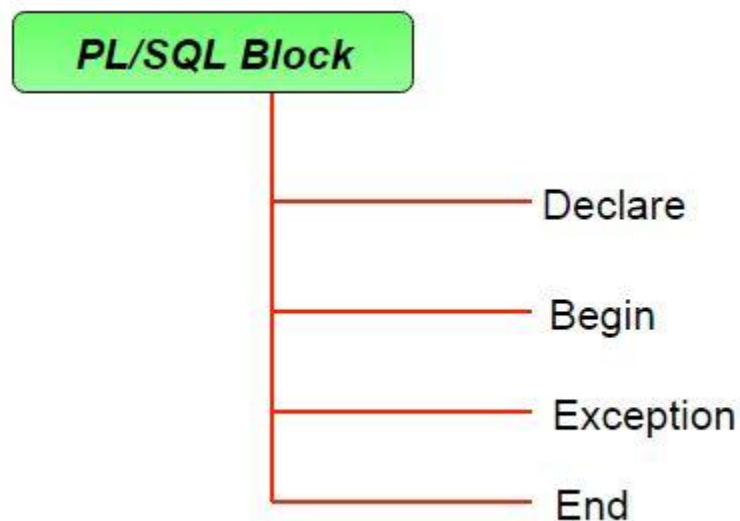 PL/SQL Block
Declare
Begin
Exception
End